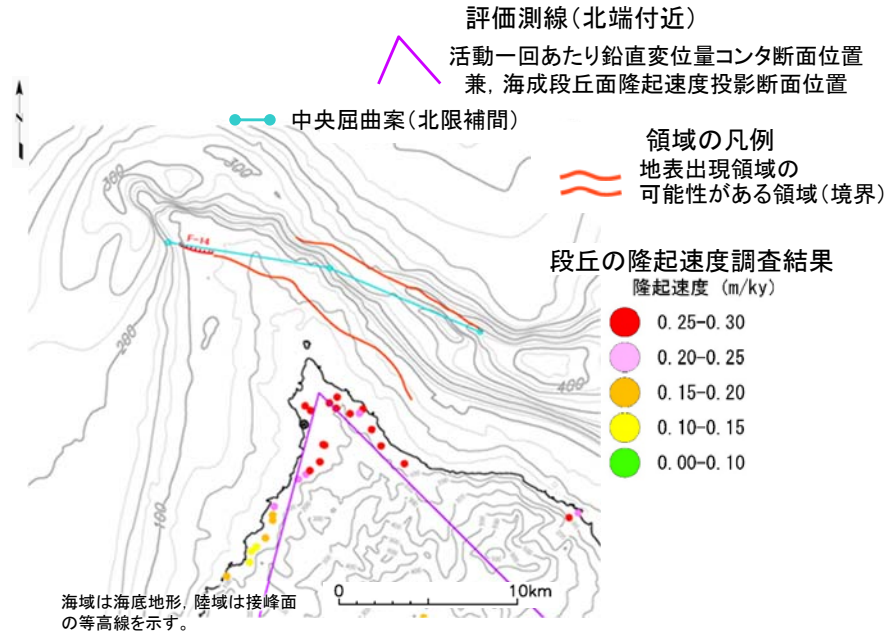 評価測線(北端付近)
活動一回あたり鉛直変位量コンタ断面位置
兼,海成段丘面隆起速度投影断面位置
中央屈曲案(北限補間)
領域の凡例
地表出現領域の
可能性がある領域(境界)
段丘の隆起速度調査結果
隆起速度 (m/ky)
0.25-0.30
0.20-0.25
0.15-0.20
0.10-0.15
0.00-0.10
300
300
F-14
200
400
100
0
10km
海域は海底地形,陸域は接峰面
の等高線を示す。